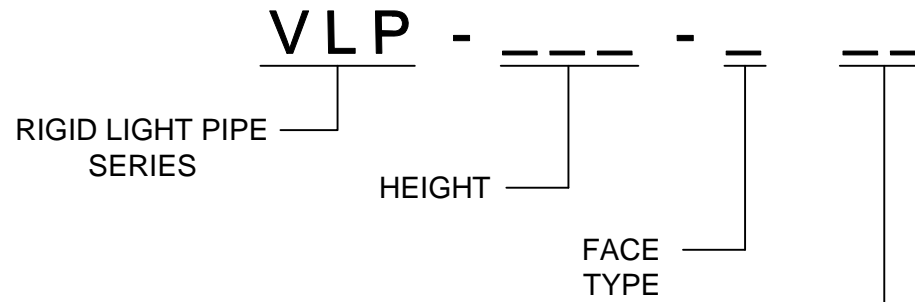 VLP - ___ - _ __
RIGID LIGHT PIPE
SERIES
HEIGHT
FACE
TYPE